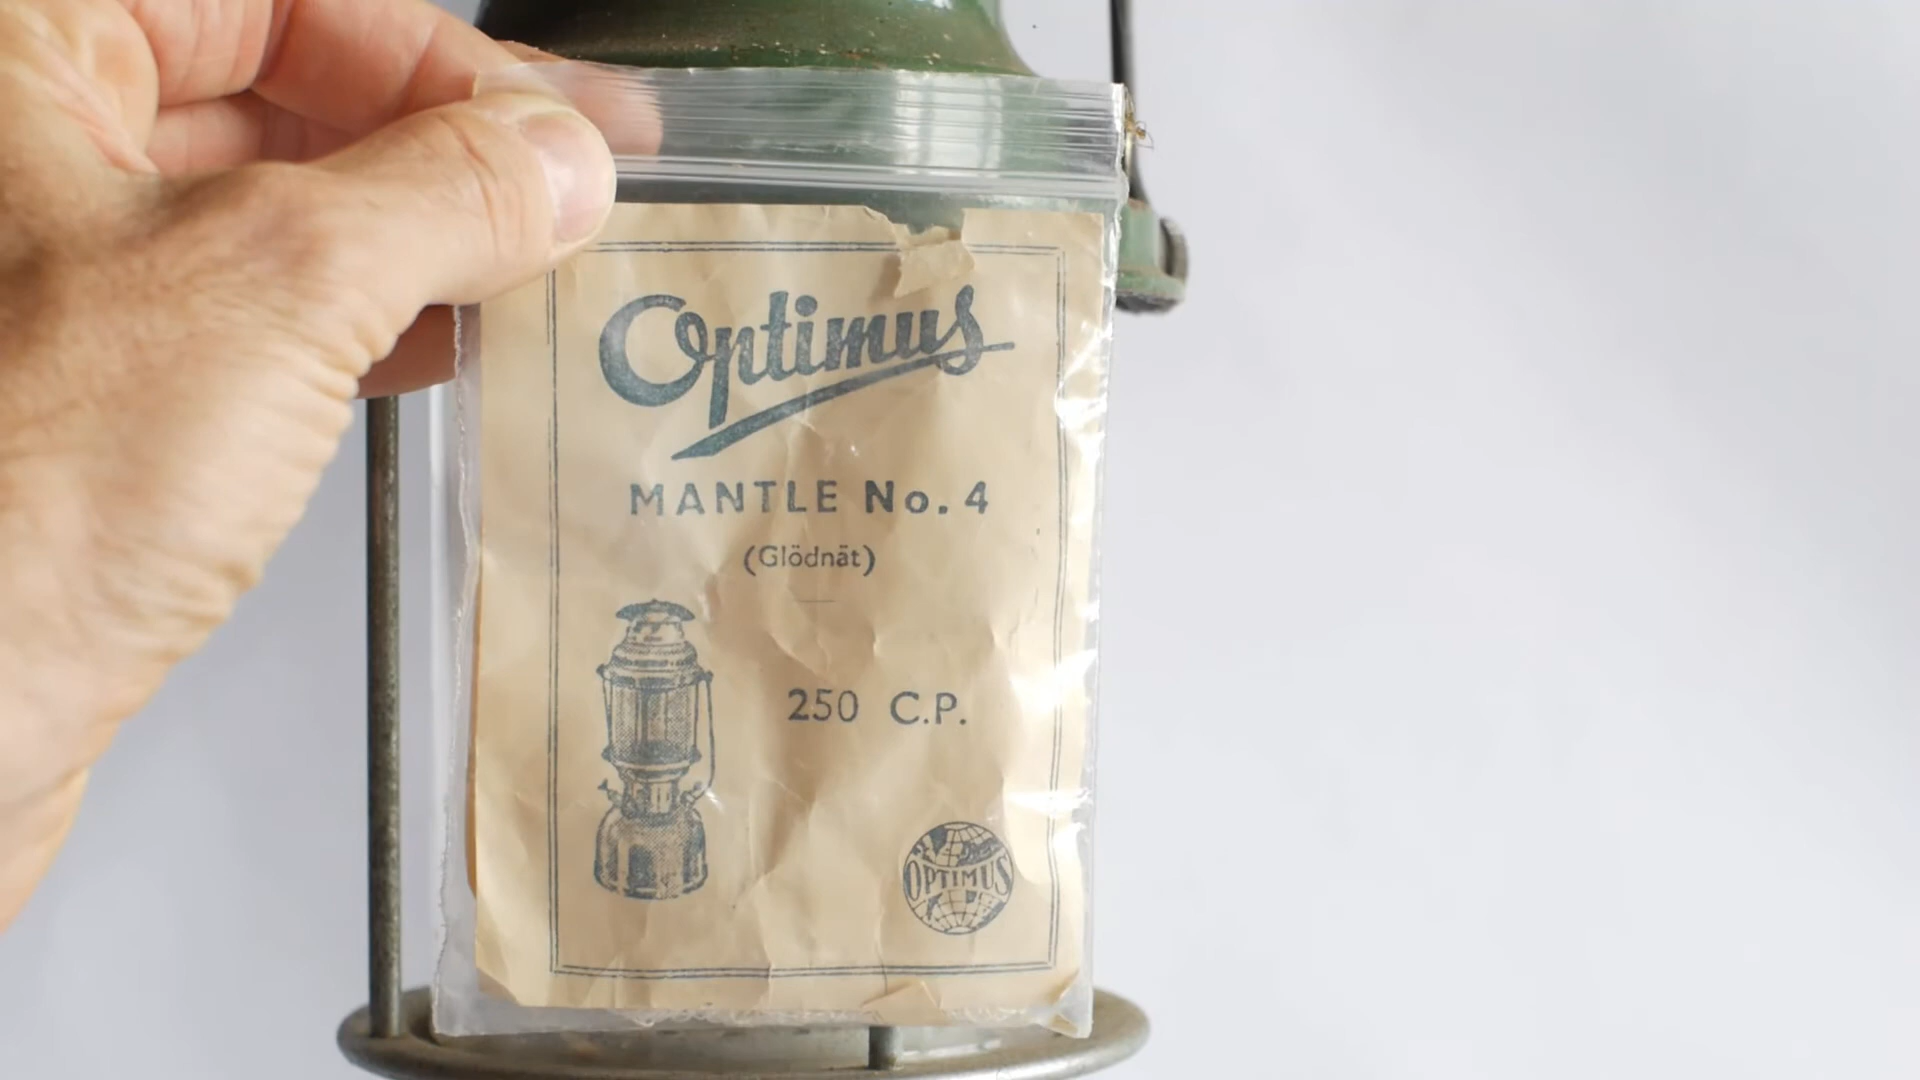 Optimus
MANTLE No. 4
(Glödnät)
250 C.P.
OPTIMUS